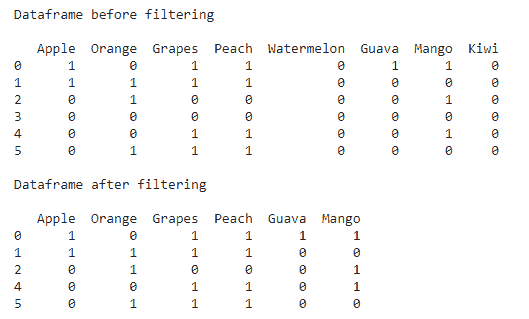 Dataframe before filtering
Apple Orange Grapes Peach Watermelon Guava Mango Kiwi
0 1 0 1 1 0 1 1 0
1 1 1 1 1 0 0 0 0
2 0 1 0 0 0 0 1 0
3 0 0 0 0 0 0 0 0
4 0 0 1 1 0 0 1 0
5 0 1 1 1 0 0 0 0
Dataframe after filtering
Apple Orange Grapes Peach Guava Mango
0 1 0 1 1 1 1
1 1 1 1 1 0 0
2 0 1 0 0 0 1
4 0 0 1 1 0 1
5 0 1 1 1 0 0